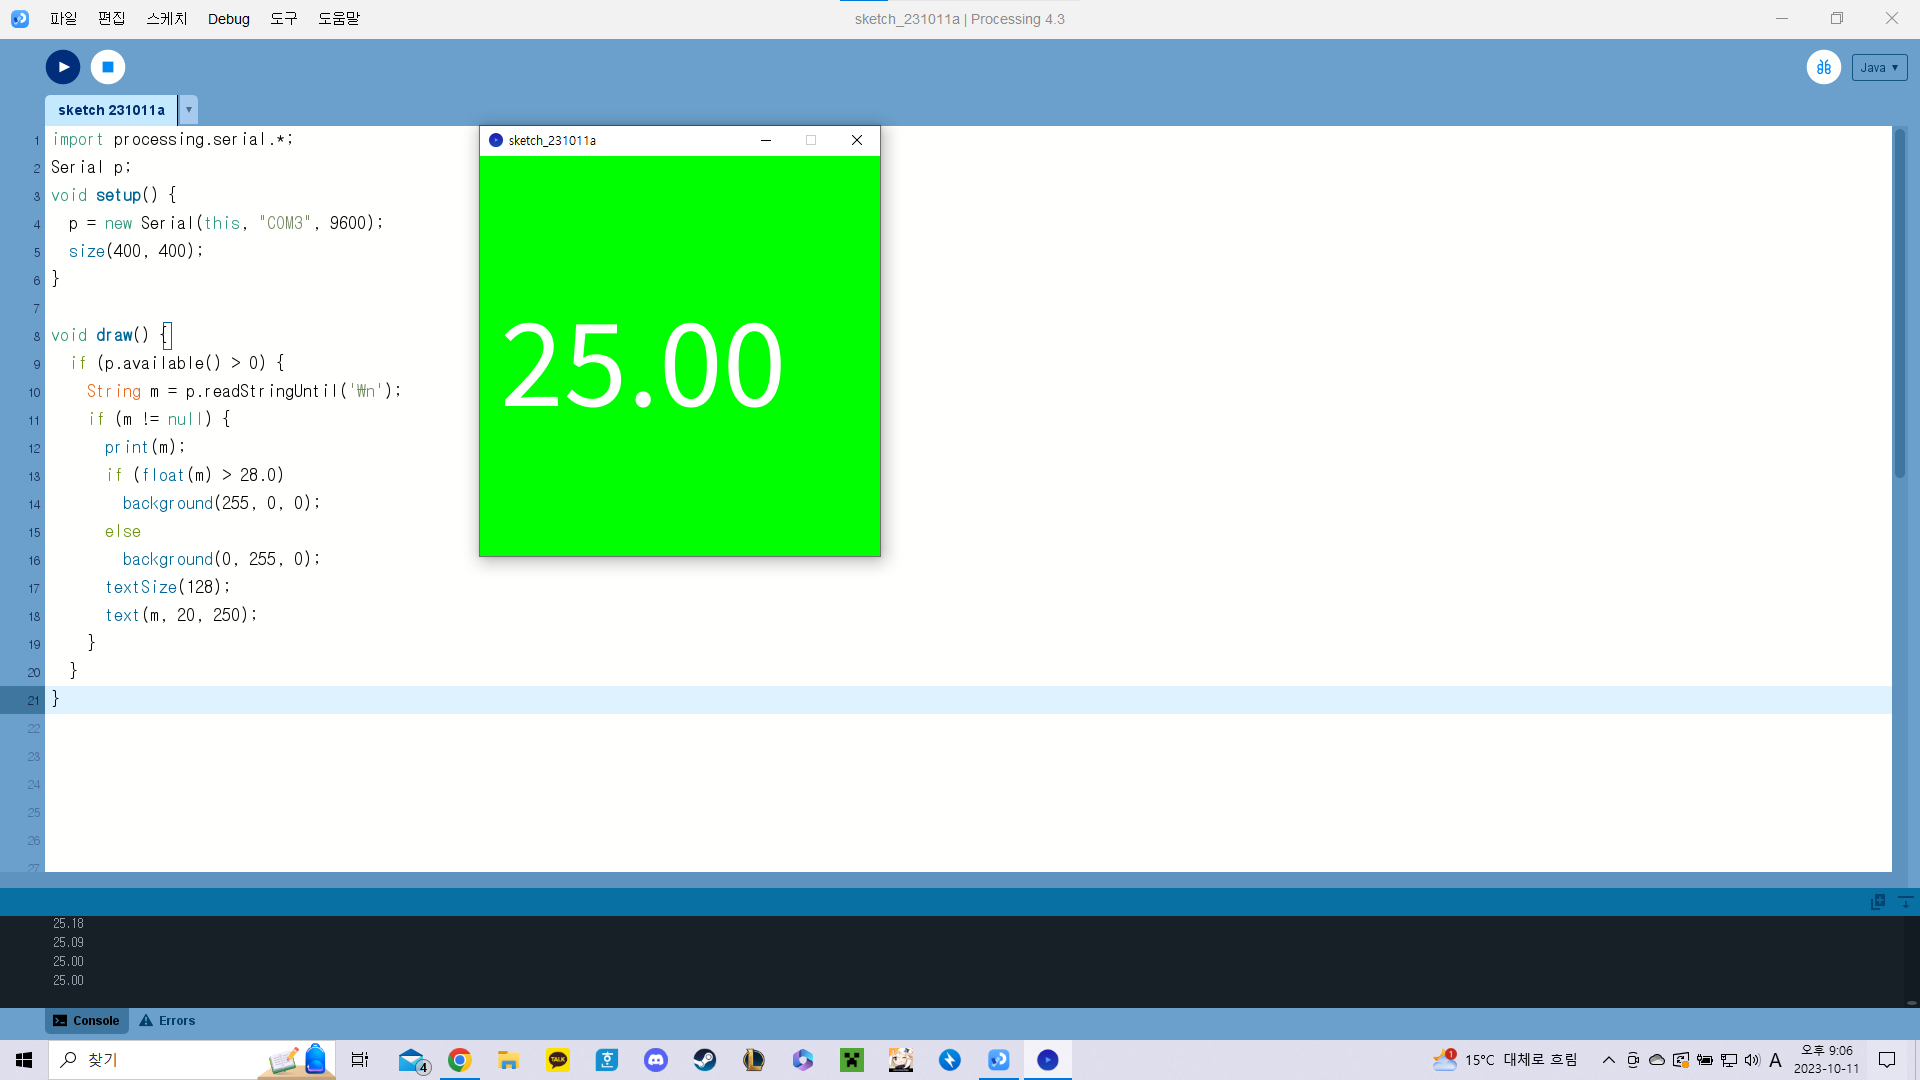 파일 편집 스케치 Debug 도구 도움말
sketch_231011a | Processing 4.3
Java ▾
sketch 231011a ▾
1 import processing.serial.*;
2 Serial p;
3 void setup() {
4 p = new Serial(this, "COM3", 9600);
5 size(400, 400);
6 }
7
8 void draw() {
9 if (p.available() > 0) {
10 String m = p.readStringUntil('₩n');
11 if (m != null) {
12 print(m);
13 if (float(m) > 28.0)
14 background(255, 0, 0);
15 else
16 background(0, 255, 0);
17 textSize(128);
18 text(m, 20, 250);
19 }
20 }
21 }
22
23
24
25
26
27
sketch_231011a
25.00
25.18
25.09
25.00
25.00
Console Errors
찾기
4
TALK
1
15°C 대체로 흐림
A
오후 9:06
2023-10-11